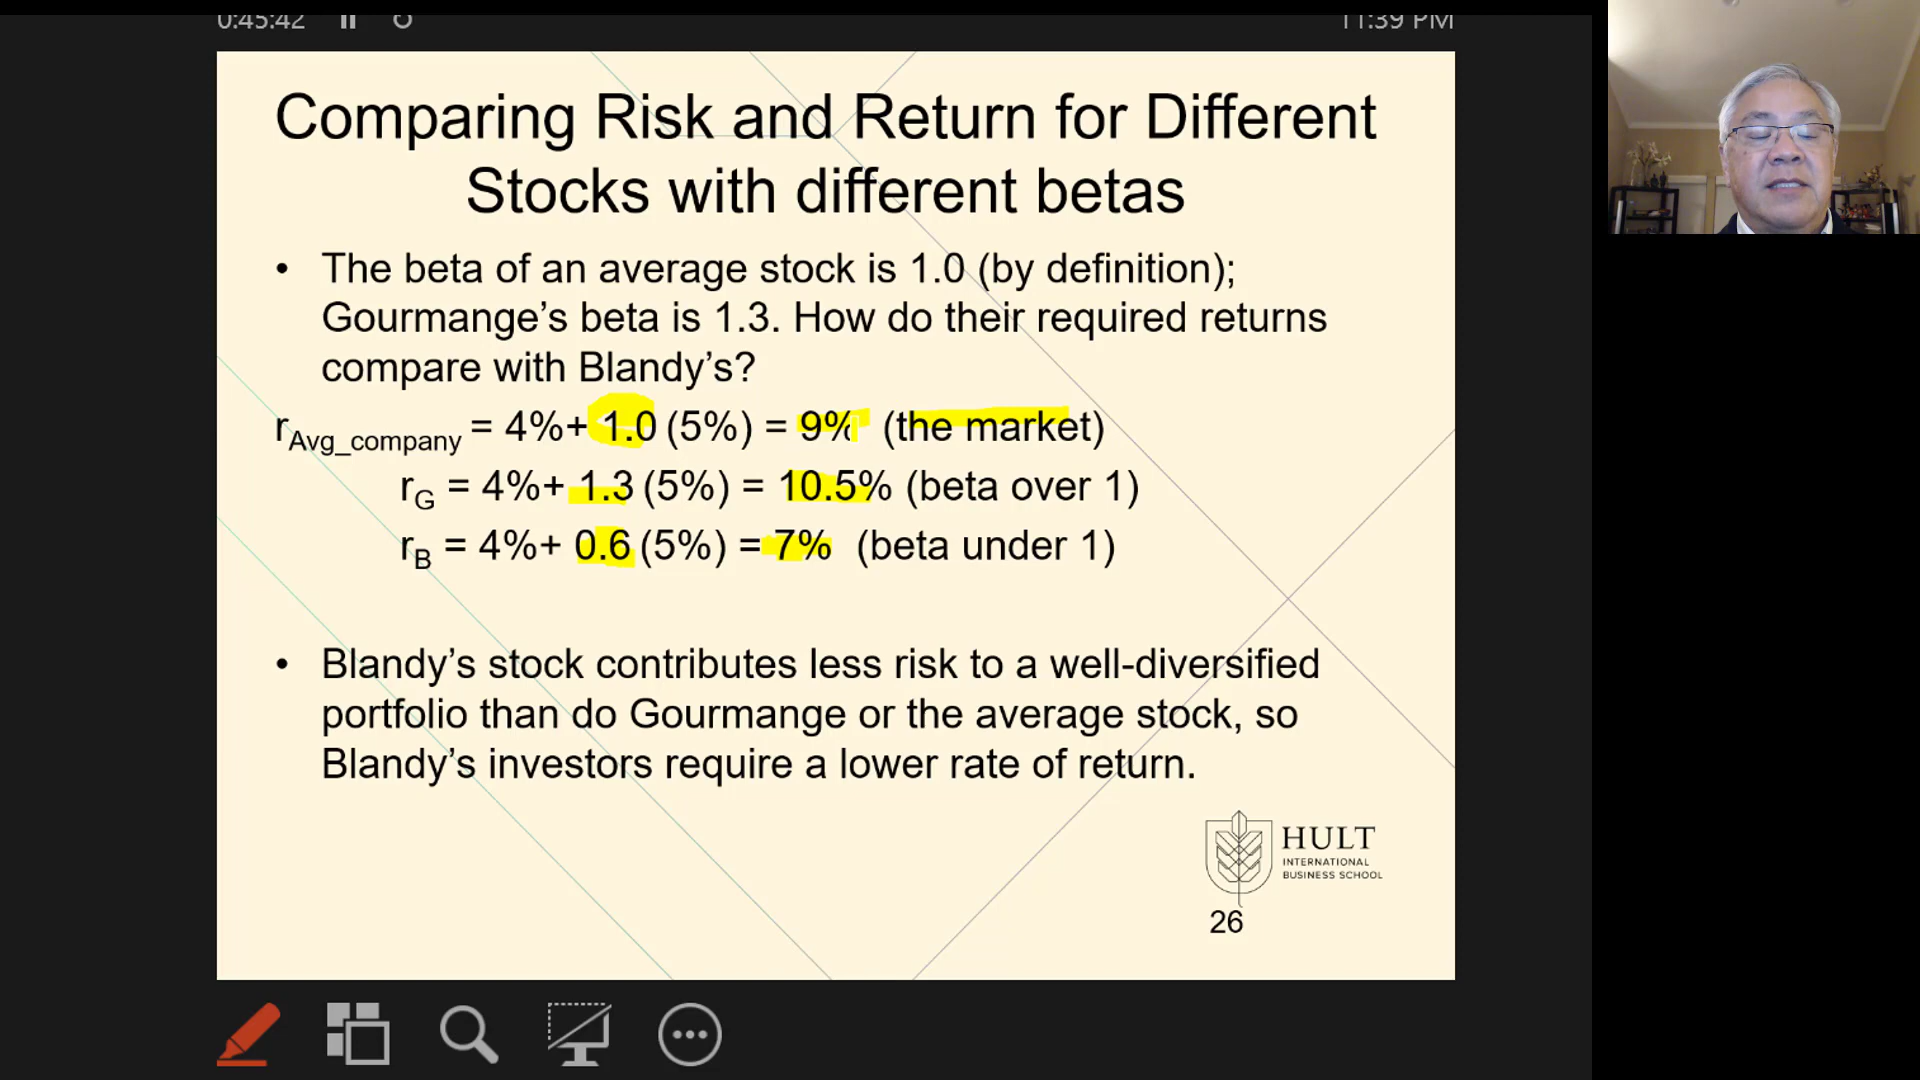 0:45:42 11:39 PM
Comparing Risk and Return for Different
Stocks with different betas
• The beta of an average stock is 1.0 (by definition);
Gourmange’s beta is 1.3. How do their required returns
compare with Blandy’s?
rAvg_company = 4%+ 1.0 (5%) = 9% (the market)
rG = 4%+ 1.3 (5%) = 10.5% (beta over 1)
rB = 4%+ 0.6 (5%) = 7% (beta under 1)
• Blandy’s stock contributes less risk to a well-diversified
portfolio than do Gourmange or the average stock, so
Blandy’s investors require a lower rate of return.
HULT
INTERNATIONAL
BUSINESS SCHOOL
26